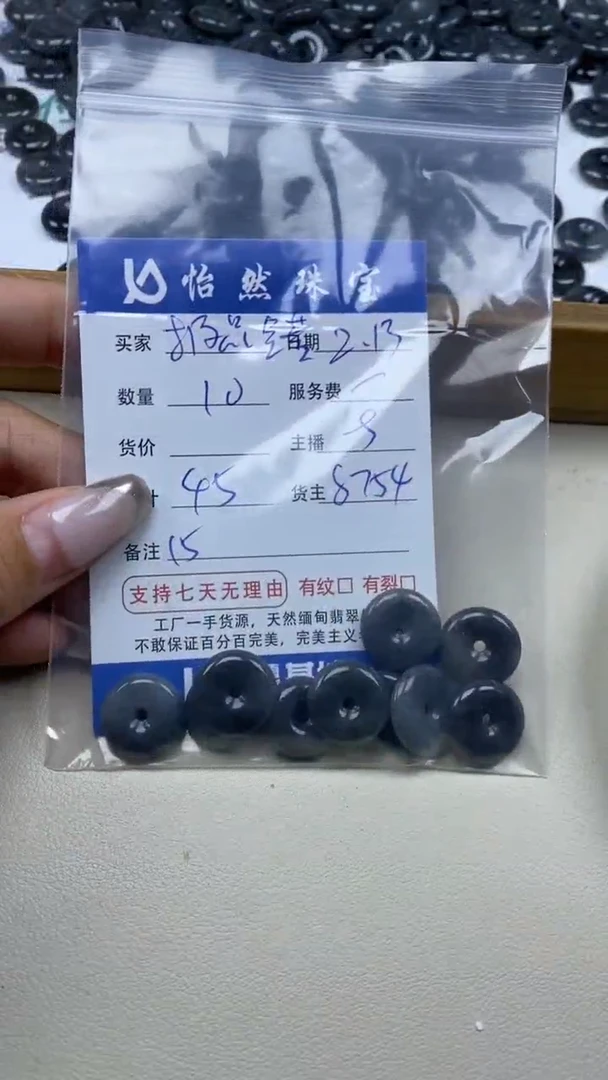 怡然珠宝
买家 日期 2.13
数量 10 服务费
货价 主播
计 45 货主 8754
备注 15
支持七天无理由 有纹□ 有裂□
工厂一手货源，天然缅甸翡翠
不敢保证百分百完美，完美主义